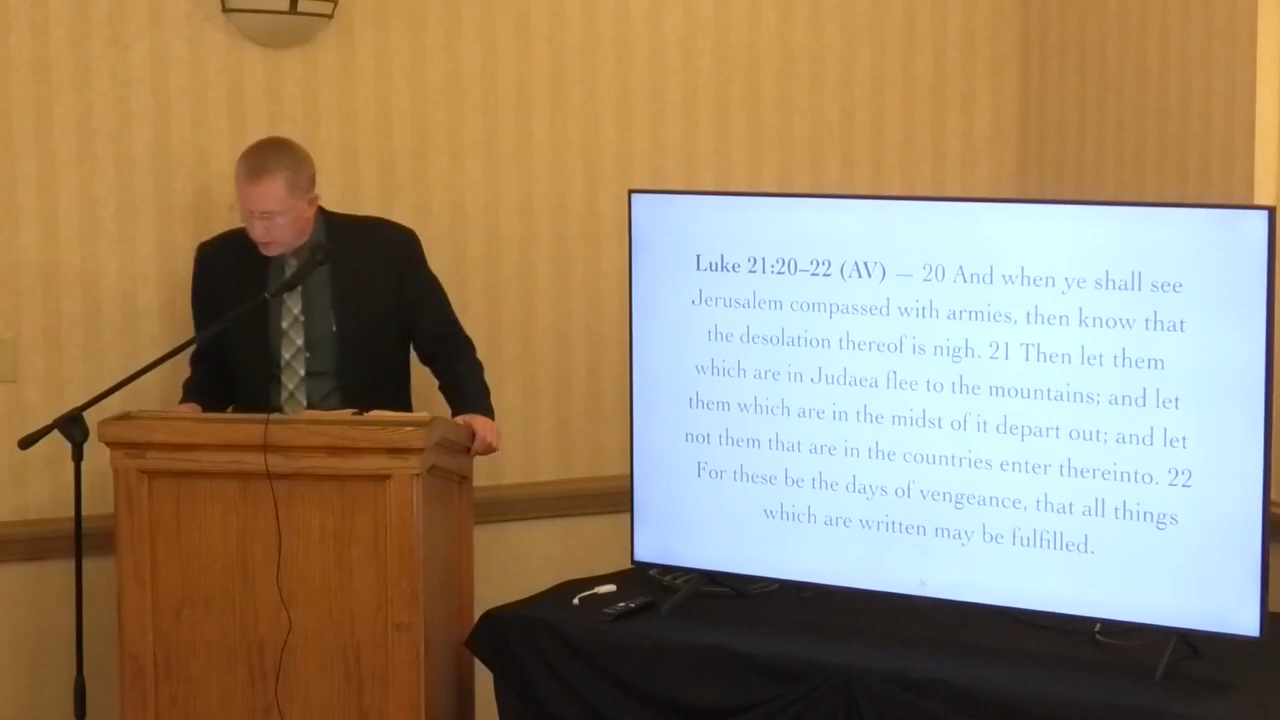 Luke 21:20–22 (AV) — 20 And when ye shall see
Jerusalem compassed with armies, then know that
the desolation thereof is nigh. 21 Then let them
which are in Judaea flee to the mountains; and let
them which are in the midst of it depart out; and let
not them that are in the countries enter thereinto. 22
For these be the days of vengeance, that all things
which are written may be fulfilled.